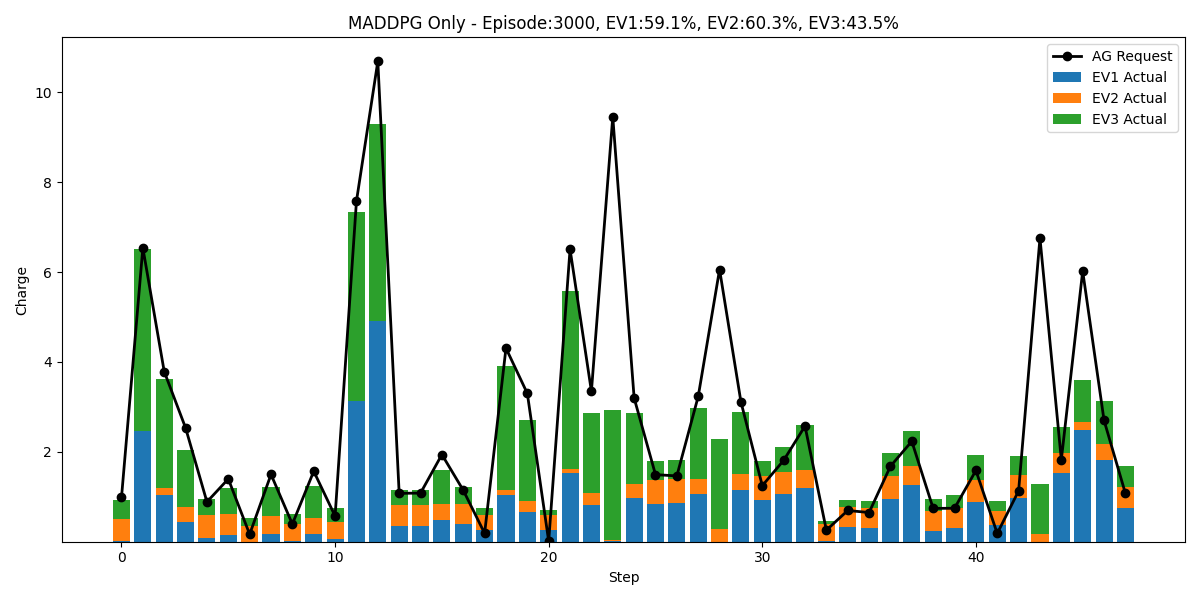 MADDPG Only - Episode:3000, EV1:59.1%, EV2:60.3%, EV3:43.5%
AG Request
EV1 Actual
EV2 Actual
EV3 Actual
Charge
10
8
6
4
2
0
10
20
30
40
Step